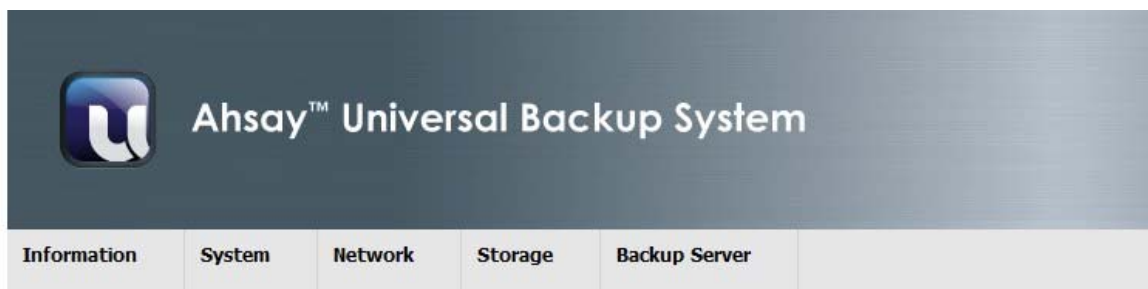 Ahsay™ Universal Backup System
Information System Network Storage Backup Server